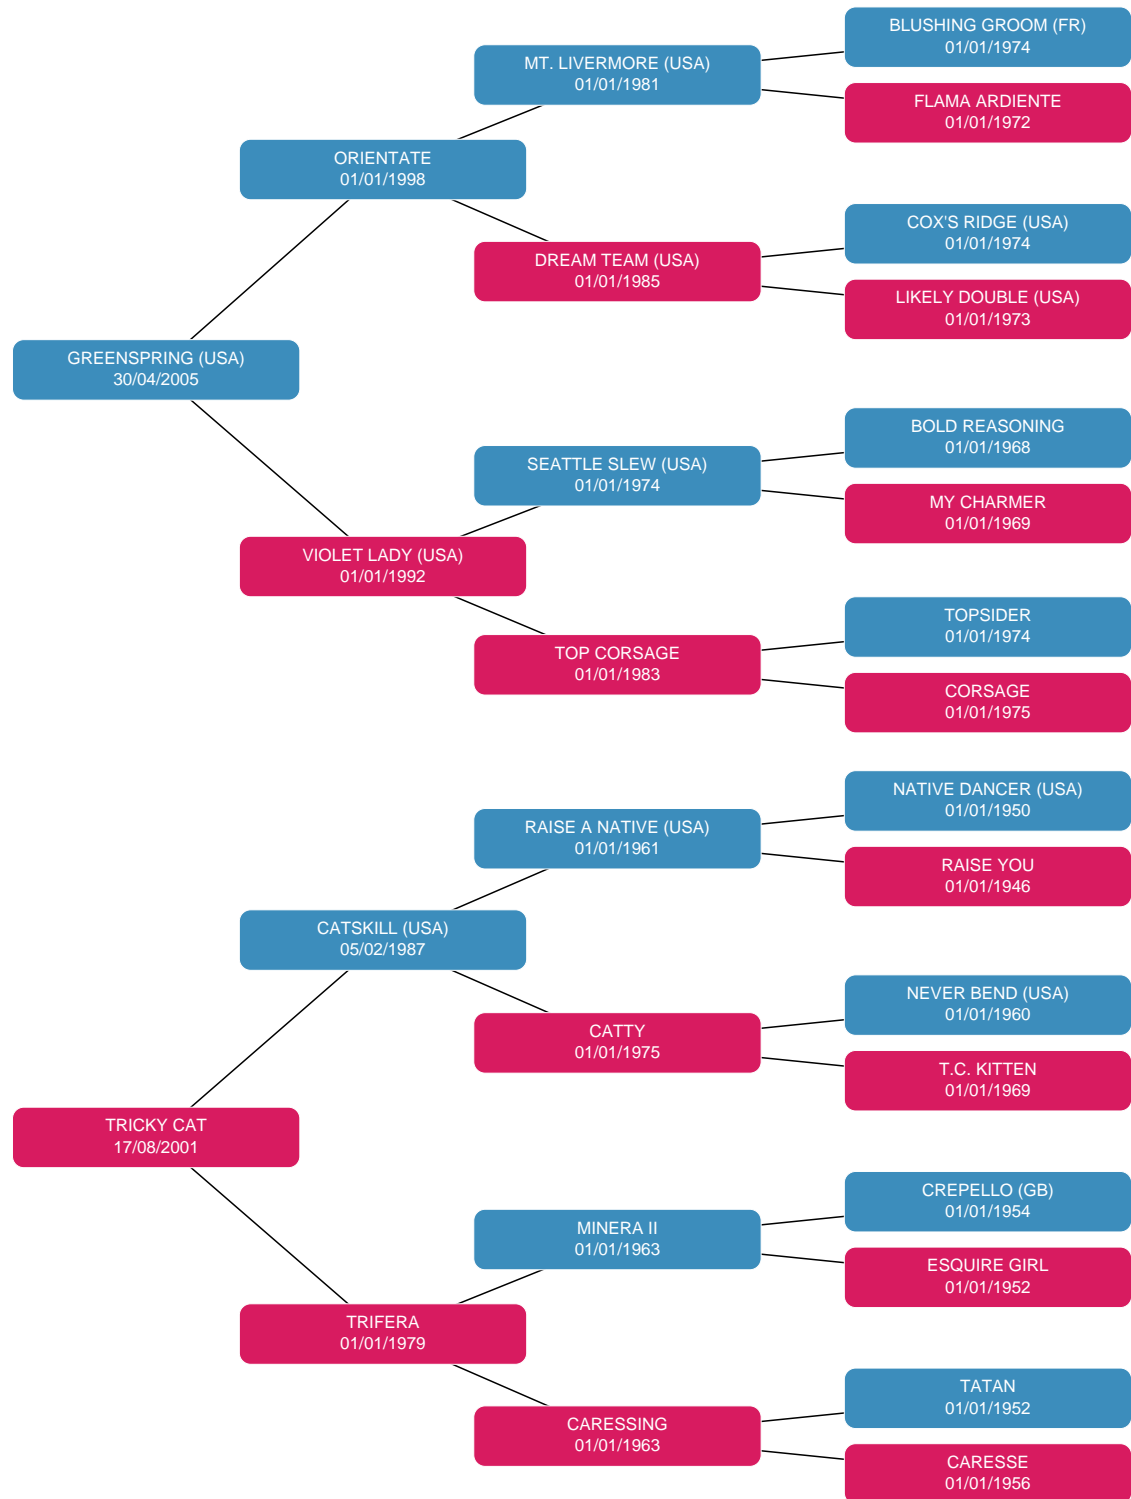 BLUSHING GROOM (FR)
01/01/1974
MT. LIVERMORE (USA)
01/01/1981
FLAMA ARDIENTE
01/01/1972
ORIENTATE
01/01/1998
COX'S RIDGE (USA)
01/01/1974
DREAM TEAM (USA)
01/01/1985
LIKELY DOUBLE (USA)
01/01/1973
GREENSPRING (USA)
30/04/2005
BOLD REASONING
01/01/1968
SEATTLE SLEW (USA)
01/01/1974
MY CHARMER
01/01/1969
VIOLET LADY (USA)
01/01/1992
TOPSIDER
01/01/1974
TOP CORSAGE
01/01/1983
CORSAGE
01/01/1975
NATIVE DANCER (USA)
01/01/1950
RAISE A NATIVE (USA)
01/01/1961
RAISE YOU
01/01/1946
CATSKILL (USA)
05/02/1987
NEVER BEND (USA)
01/01/1960
CATTY
01/01/1975
T.C. KITTEN
01/01/1969
TRICKY CAT
17/08/2001
CREPELLO (GB)
01/01/1954
MINERA II
01/01/1963
ESQUIRE GIRL
01/01/1952
TRIFERA
01/01/1979
TATAN
01/01/1952
CARESSING
01/01/1963
CARESSE
01/01/1956